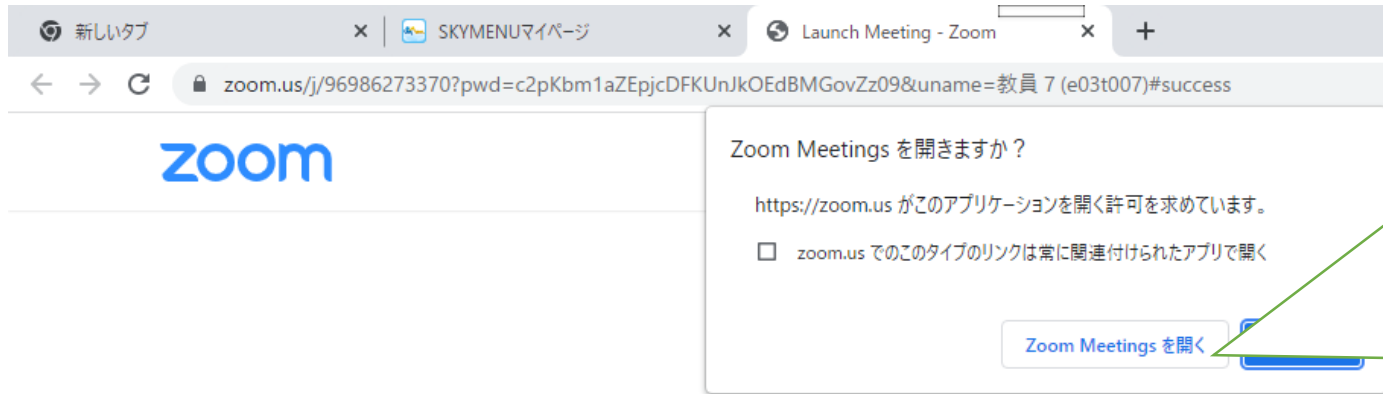 新しいタブ
SKYMENUマイページ
Launch Meeting - Zoom
zoom.us/j/96986273370?pwd=c2pKbm1aZEpjcDFKUnJkOEdBMGovZz09&uname=教員7(e03t007)#success
zoom
Zoom Meetings を開きますか？
https://zoom.us がこのアプリケーションを開く許可を求めています。
zoom.us でのこのタイプのリンクは常に関連付けられたアプリで開く
Zoom Meetings を開く